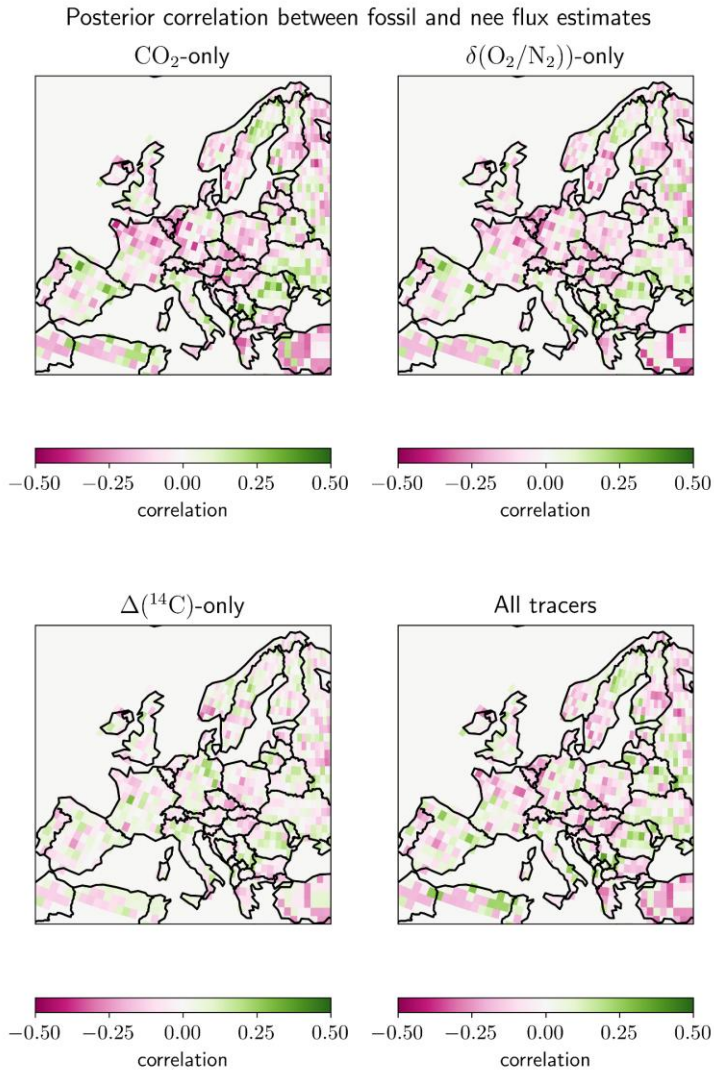 Posterior correlation between fossil and nee flux estimates
CO₂-only
δ(O₂/N₂))-only
−0.50 −0.25 0.00 0.25 0.50
correlation
−0.50 −0.25 0.00 0.25 0.50
correlation
Δ(¹⁴C)-only
All tracers
−0.50 −0.25 0.00 0.25 0.50
correlation
−0.50 −0.25 0.00 0.25 0.50
correlation